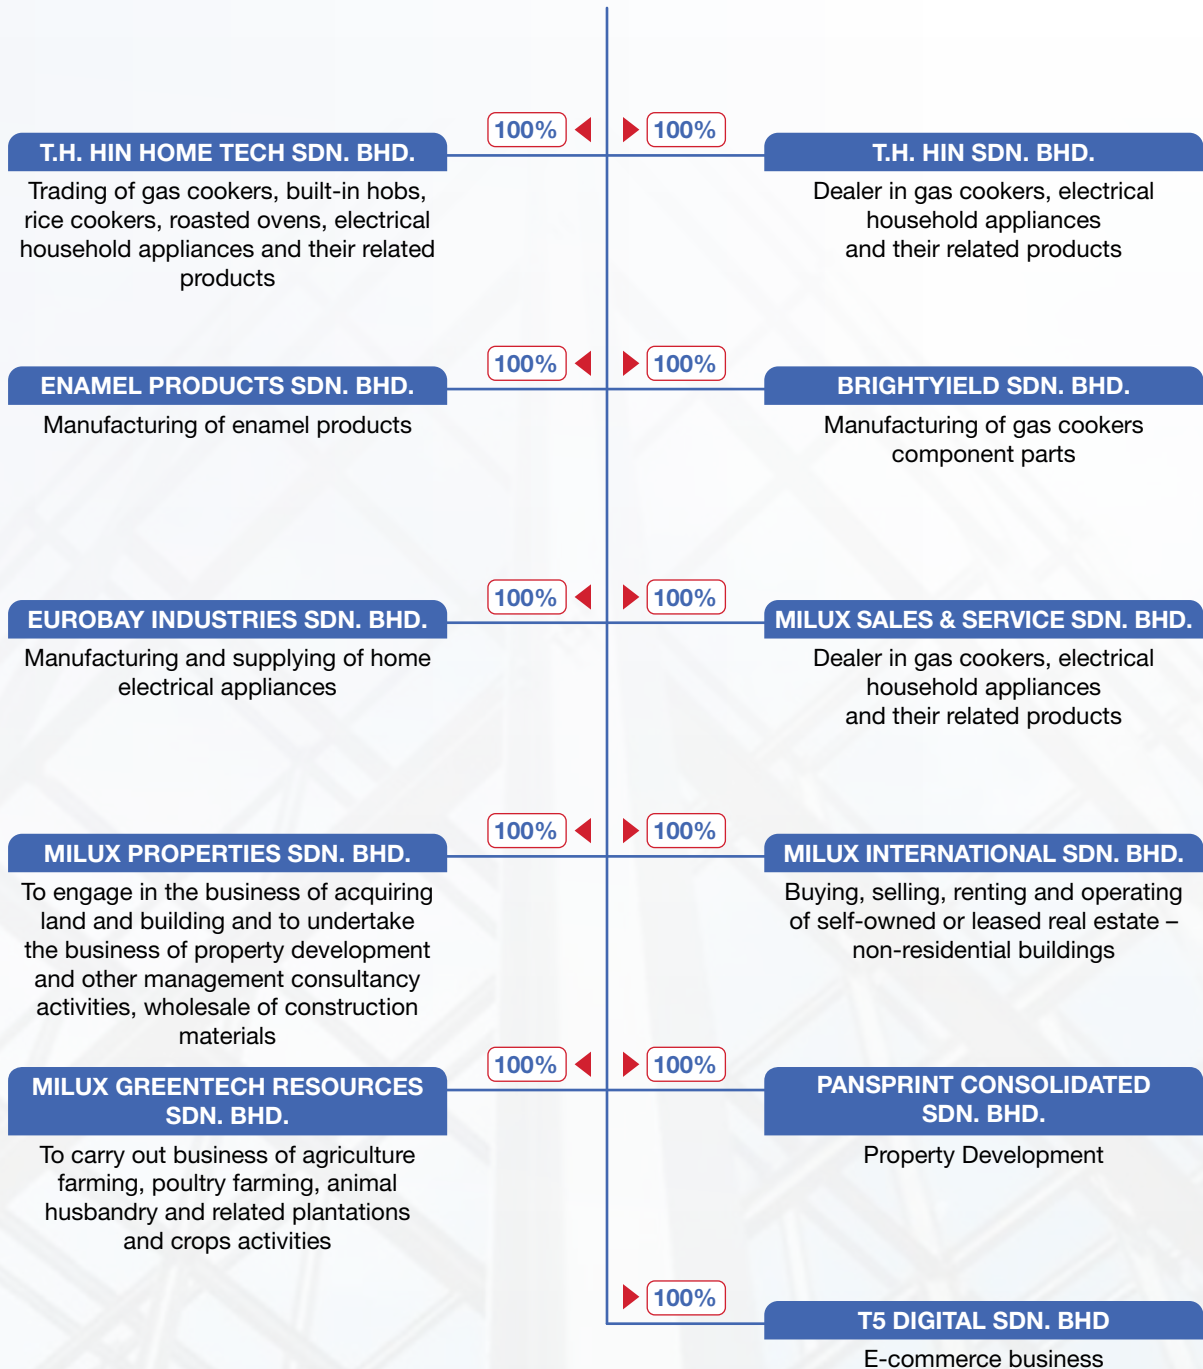 100%
100%
T.H. HIN HOME TECH SDN. BHD.
Trading of gas cookers, built-in hobs,
rice cookers, roasted ovens, electrical
household appliances and their related
products
T.H. HIN SDN. BHD.
Dealer in gas cookers, electrical
household appliances
and their related products
100%
100%
ENAMEL PRODUCTS SDN. BHD.
Manufacturing of enamel products
BRIGHTYIELD SDN. BHD.
Manufacturing of gas cookers
component parts
100%
100%
EUROBAY INDUSTRIES SDN. BHD.
Manufacturing and supplying of home
electrical appliances
MILUX SALES & SERVICE SDN. BHD.
Dealer in gas cookers, electrical
household appliances
and their related products
100%
100%
MILUX PROPERTIES SDN. BHD.
To engage in the business of acquiring
land and building and to undertake
the business of property development
and other management consultancy
activities, wholesale of construction
materials
MILUX INTERNATIONAL SDN. BHD.
Buying, selling, renting and operating
of self-owned or leased real estate –
non-residential buildings
100%
100%
MILUX GREENTECH RESOURCES
SDN. BHD.
To carry out business of agriculture
farming, poultry farming, animal
husbandry and related plantations
and crops activities
PANSPRINT CONSOLIDATED
SDN. BHD.
Property Development
100%
T5 DIGITAL SDN. BHD
E-commerce business